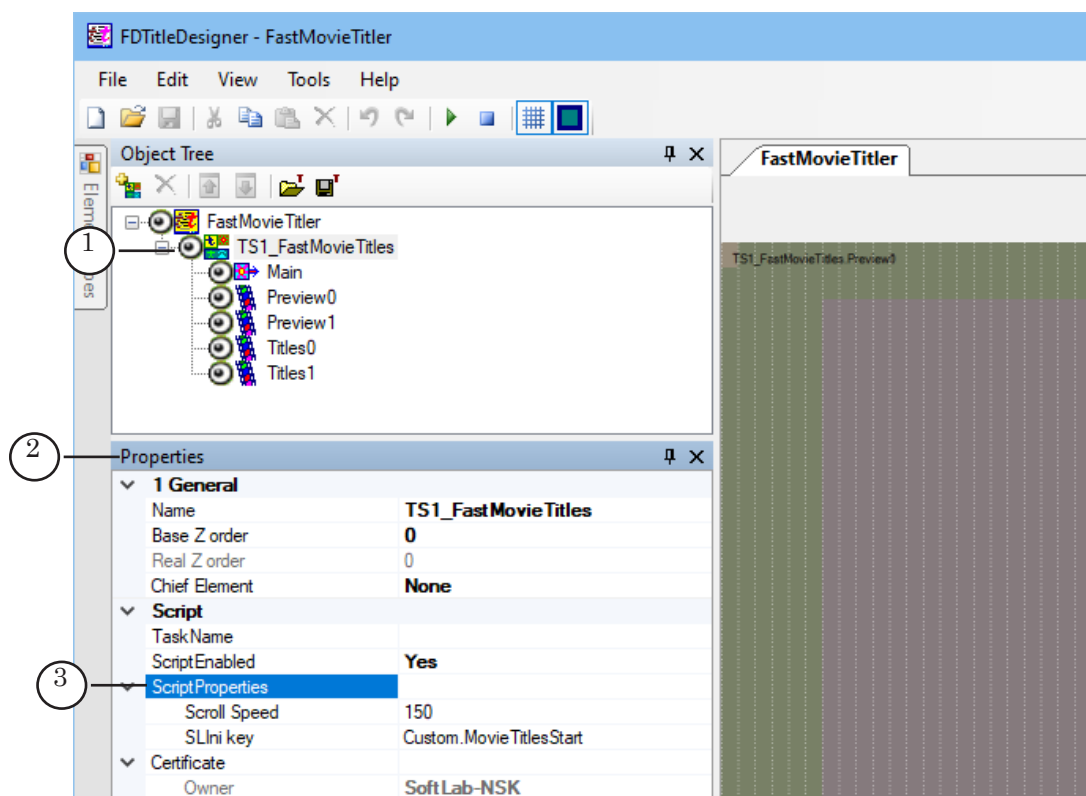 FDTitleDesigner - FastMovieTitler
File Edit View Tools Help
Object Tree
FastMovieTitler
FastMovieTitler
1
TS1_FastMovieTitles
TS1_FastMovieTitles.Preview0
Main
Preview0
Preview1
Titles0
Titles1
2
Properties
1 General
Name TS1_FastMovieTitles
Base Z order 0
Real Z order 0
Chief Element None
Script
TaskName
ScriptEnabled Yes
3
ScriptProperties
Scroll Speed 150
SLIni key Custom.MovieTitlesStart
Certificate
Owner SoftLab-NSK